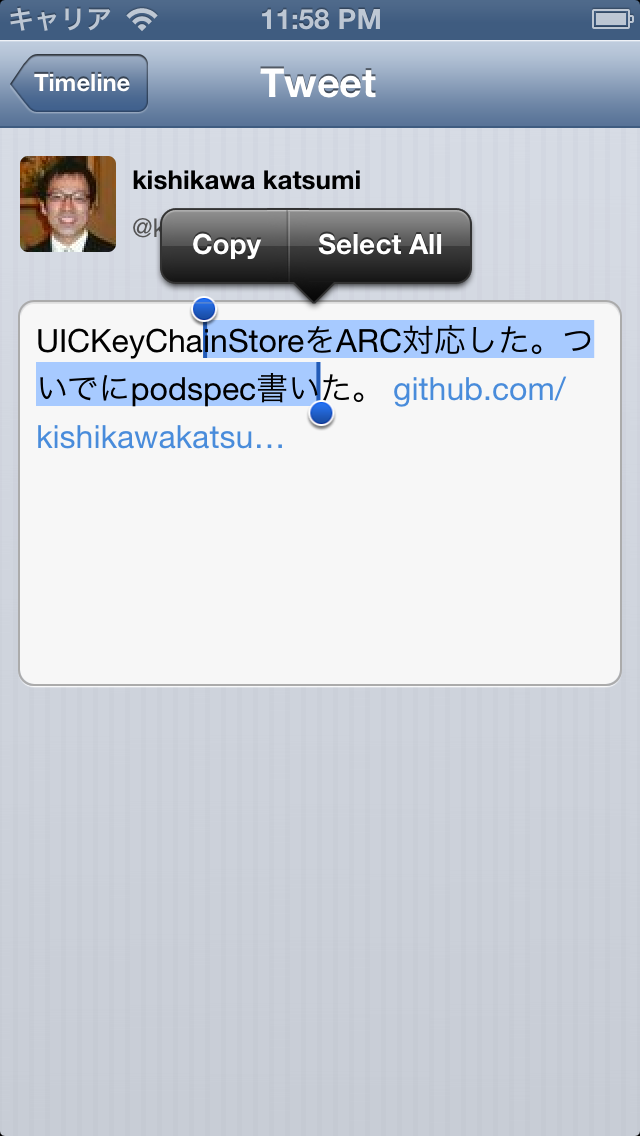 キャリア 11:58 PM
Timeline Tweet
kishikawa katsumi
@k
Copy Select All
UICKeyChainStoreをARC対応した。つ
いでにpodspec書いた。 github.com/
kishikawakatsu…